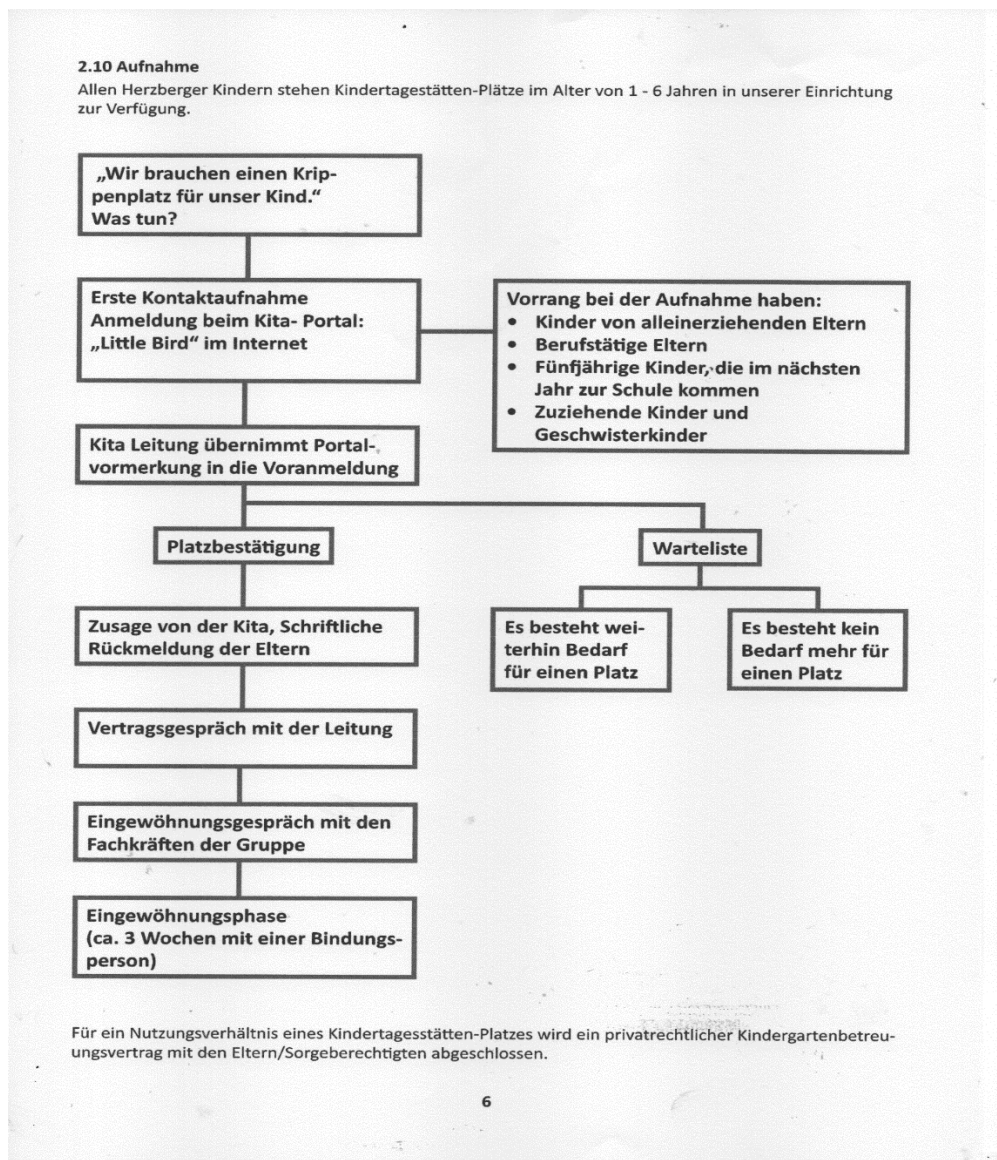 2.10 Aufnahme
Allen Herzberger Kindern stehen Kindertagestätten-Plätze im Alter von 1 - 6 Jahren in unserer Einrichtung
zur Verfügung.
„Wir brauchen einen Krip-
penplatz für unser Kind.“
Was tun?
Erste Kontaktaufnahme
Anmeldung beim Kita- Portal:
„Little Bird“ im Internet
Vorrang bei der Aufnahme haben:
• Kinder von alleinerziehenden Eltern
• Berufstätige Eltern
• Fünfjährige Kinder, die im nächsten
Jahr zur Schule kommen
• Zuziehende Kinder und
Geschwisterkinder
Kita Leitung übernimmt Portal-
vormerkung in die Voranmeldung
Platzbestätigung
Warteliste
Zusage von der Kita, Schriftliche
Rückmeldung der Eltern
Es besteht wei-
terhin Bedarf
für einen Platz
Es besteht kein
Bedarf mehr für
einen Platz
Vertragsgespräch mit der Leitung
Eingewöhnungsgespräch mit den
Fachkräften der Gruppe
Eingewöhnungsphase
(ca. 3 Wochen mit einer Bindungs-
person)
Für ein Nutzungsverhältnis eines Kindertagesstätten-Platzes wird ein privatrechtlicher Kindergartenbetreu-
ungsvertrag mit den Eltern/Sorgeberechtigten abgeschlossen.
6